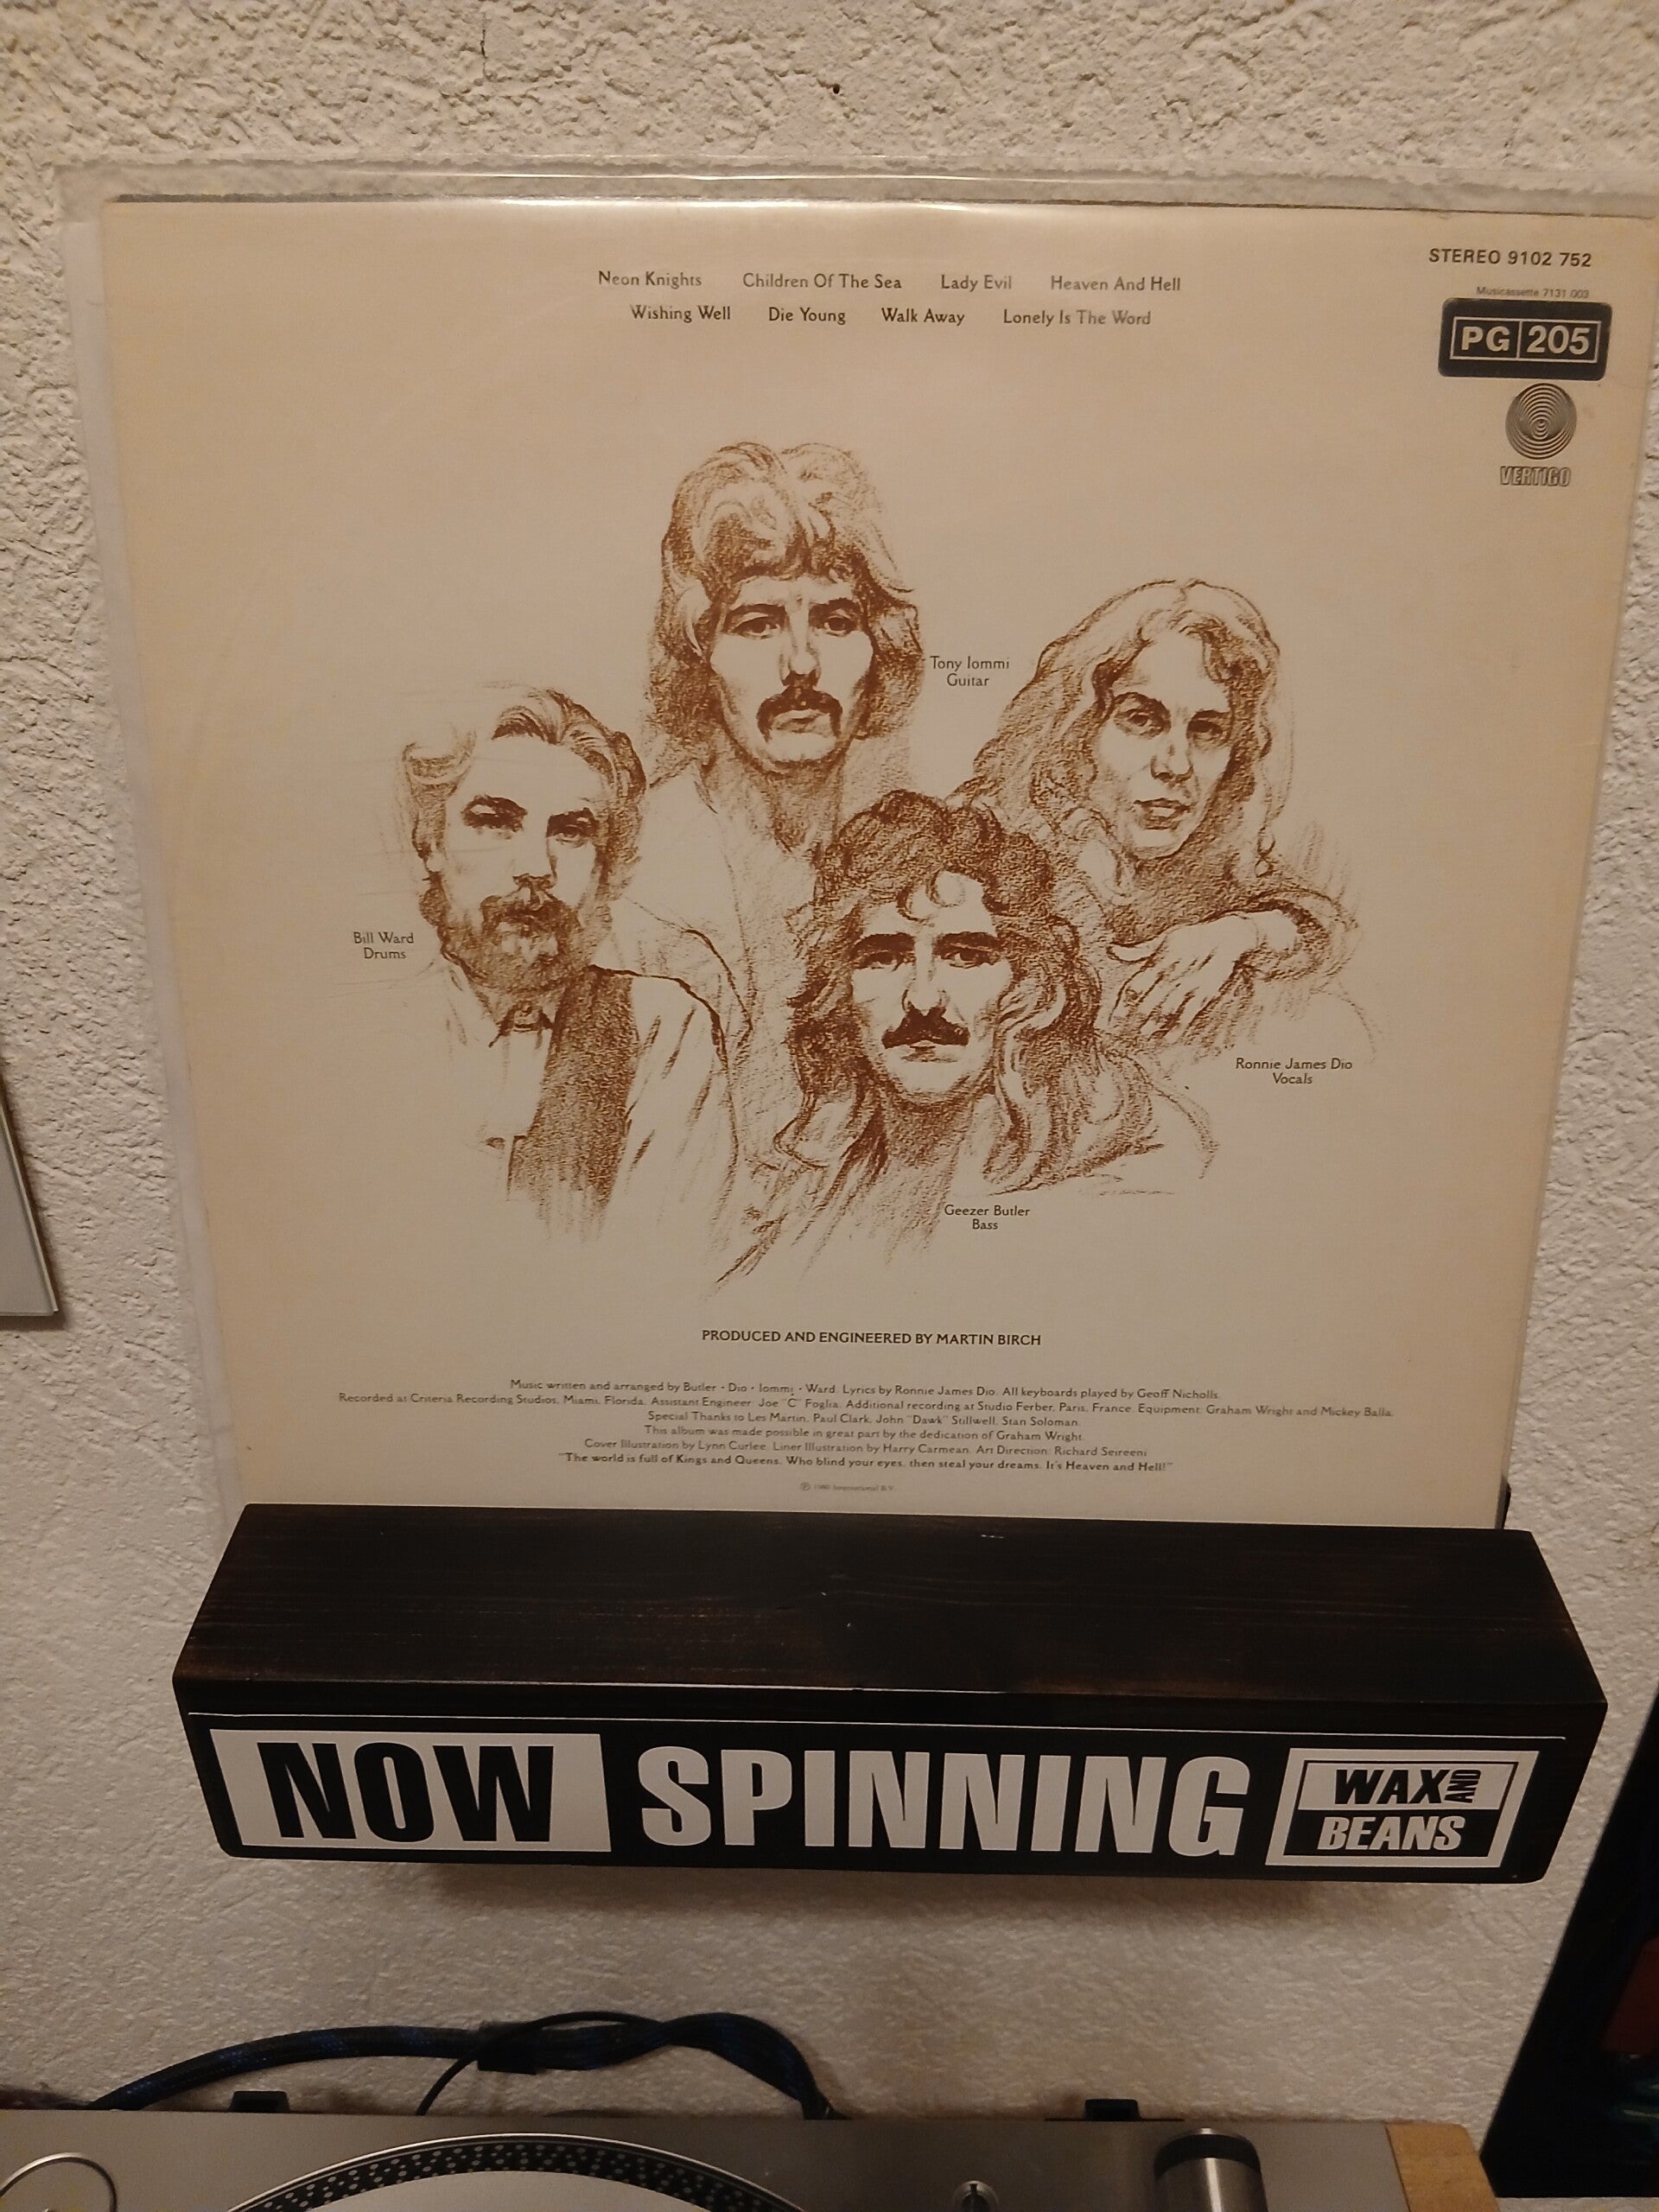 STEREO 9102 752
Musicassette 7131 003
PG 205
VERTIGO
Neon Knights Children Of The Sea Lady Evil Heaven And Hell
Wishing Well Die Young Walk Away Lonely Is The Word
Tony Iommi
Guitar
Bill Ward
Drums
Ronnie James Dio
Vocals
Geezer Butler
Bass
PRODUCED AND ENGINEERED BY MARTIN BIRCH
Music written and arranged by Butler • Dio • Iommi • Ward. Lyrics by Ronnie James Dio. All keyboards played by Geoff Nicholls.
Recorded at Criteria Recording Studios, Miami, Florida. Assistant Engineer: Joe "C" Foglia. Additional recording at Studio Ferber, Paris, France. Equipment: Graham Wright and Mickey Balla.
Special Thanks to Les Martin, Paul Clark, John "Dawk" Stillwell, Stan Soloman.
This album was made possible in great part by the dedication of Graham Wright.
Cover Illustration by Lynn Curlee. Liner Illustration by Harry Carmean. Art Direction: Richard Seireeni
"The world is full of Kings and Queens. Who blind your eyes, then steal your dreams. It's Heaven and Hell!"
℗ 1980 International B.V.
NOW SPINNING
WAX AND
BEANS